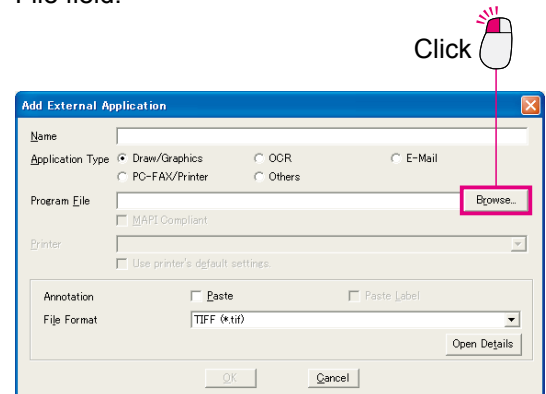 File field.
Click
Add External Application
Name
Application Type Draw/Graphics OCR E-Mail
PC-FAX/Printer Others
Program File Browse...
MAPI Compliant
Printer
Use printer's default settings.
Annotation Paste Paste Label
File Format TIFF (*.tif)
Open Details
OK Cancel